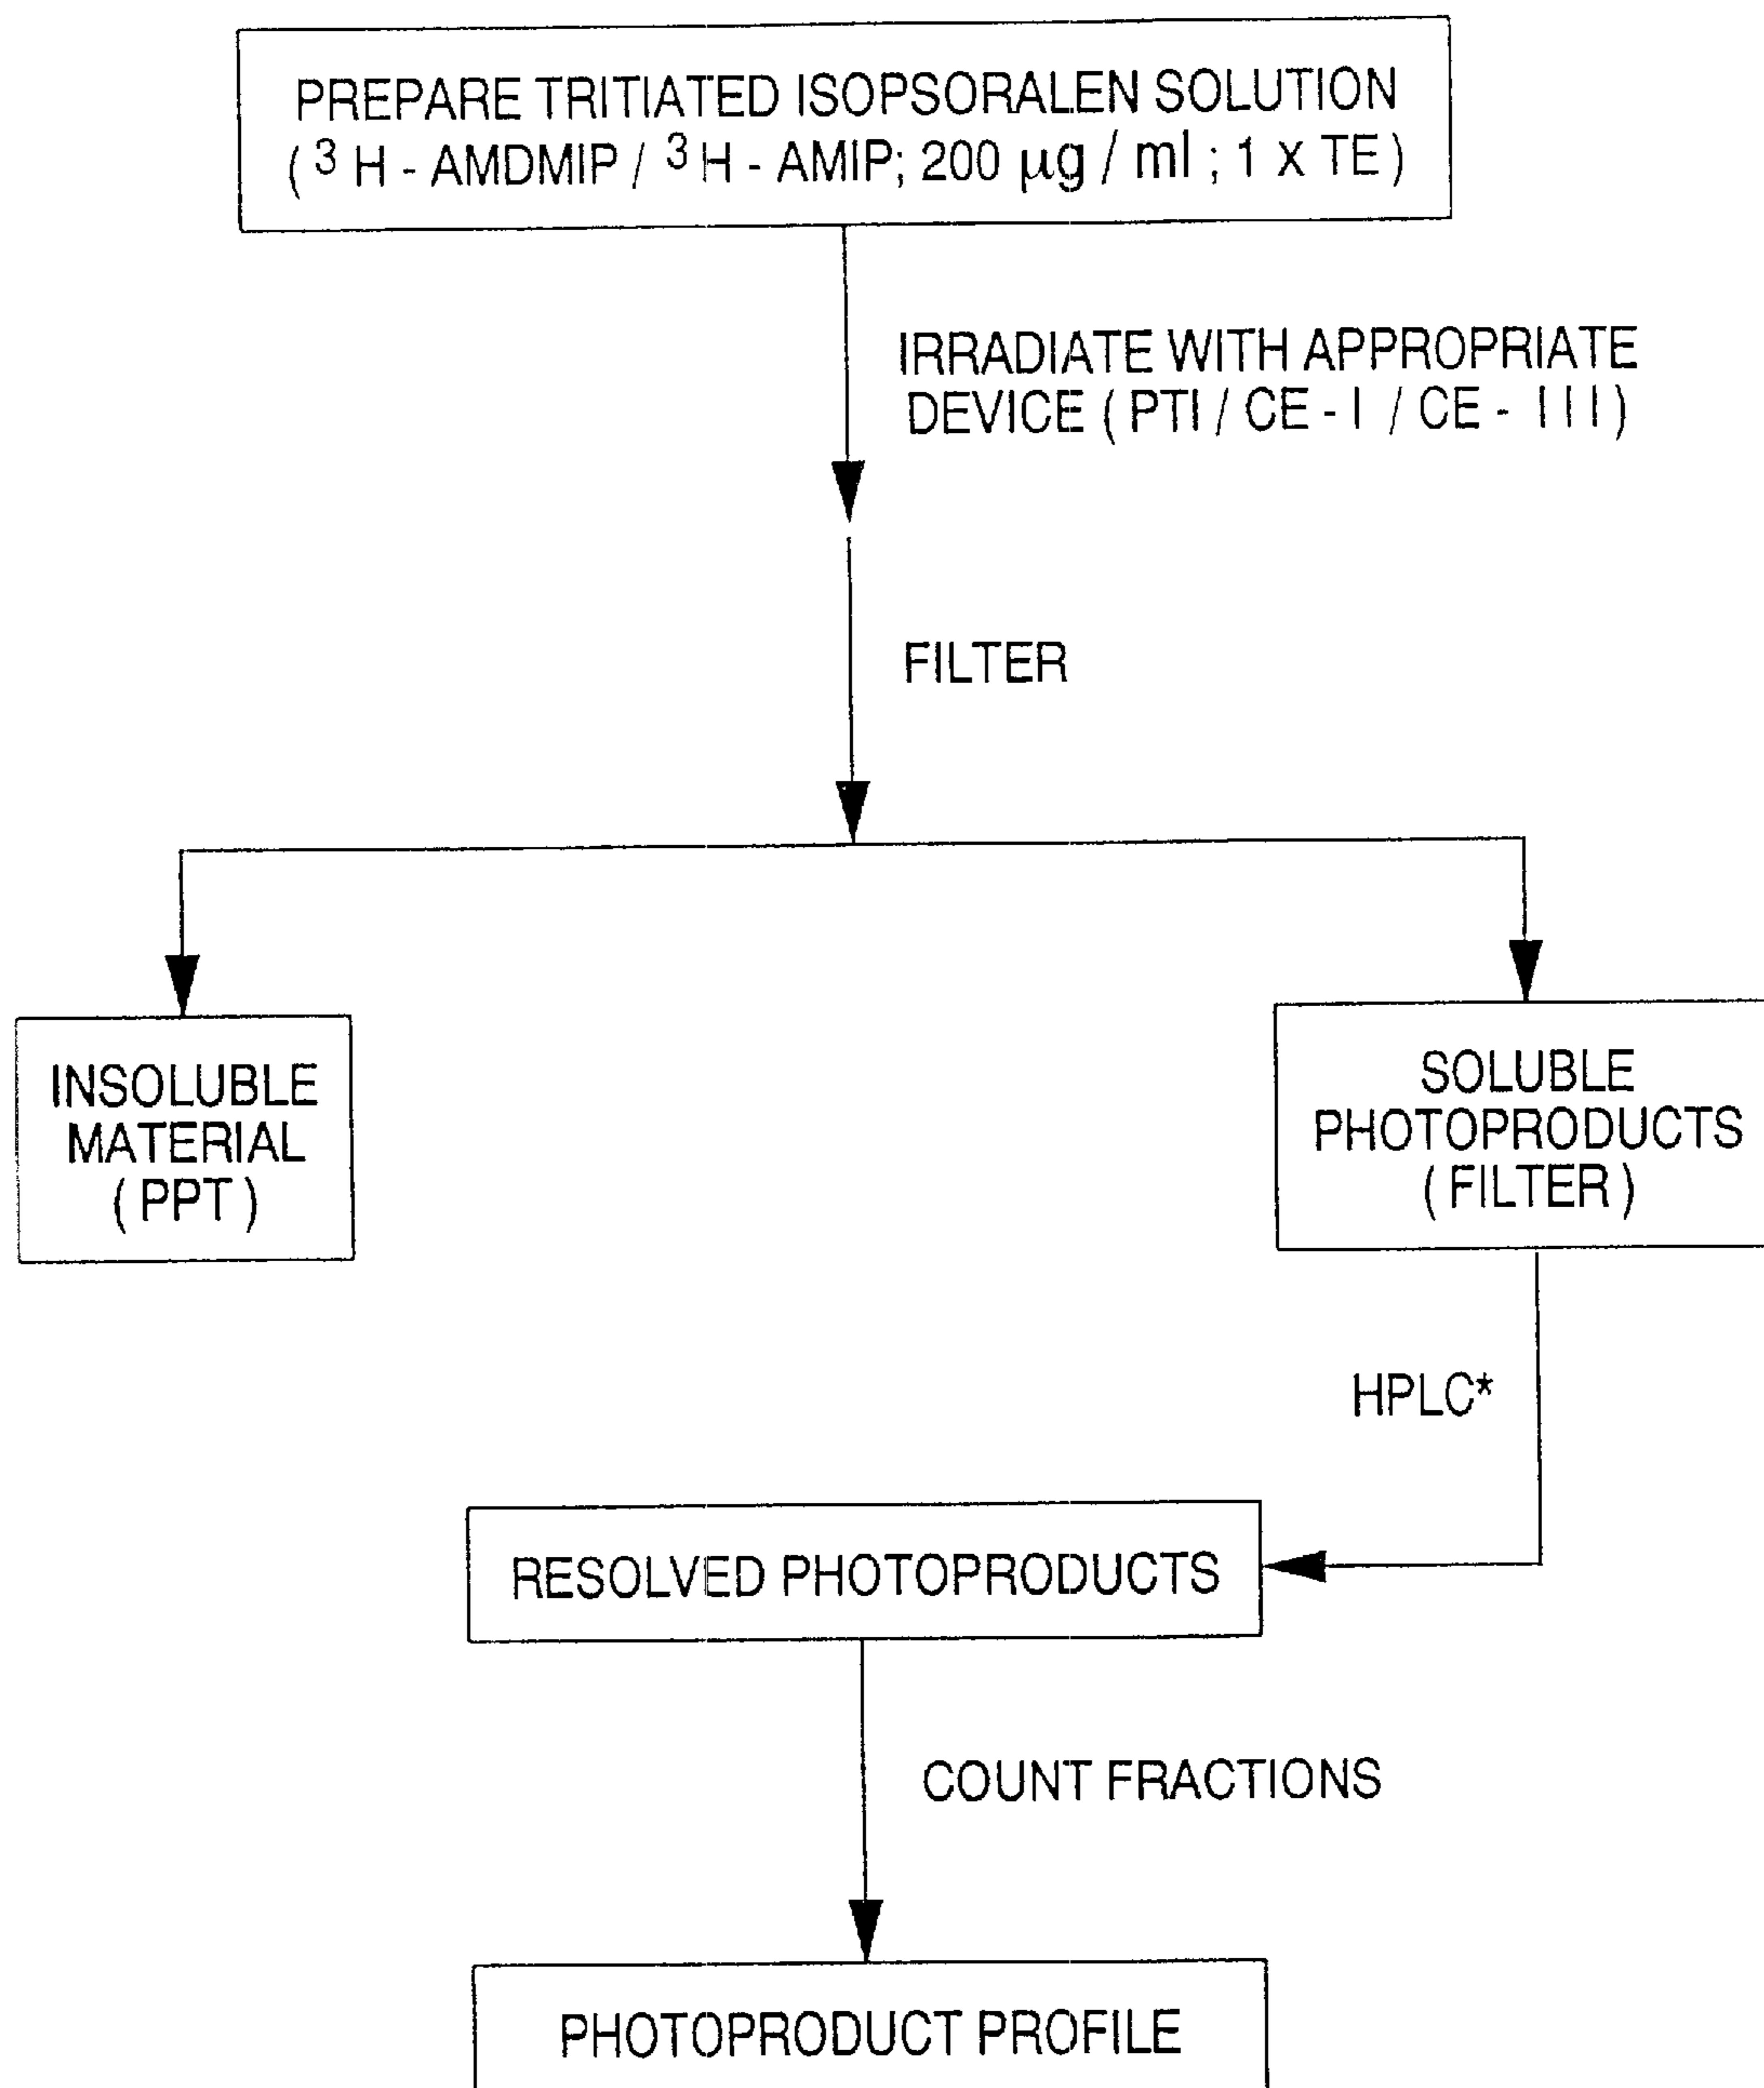 PREPARE TRITIATED ISOPSORALEN SOLUTION
( ³ H - AMDMIP / ³ H - AMIP; 200 µg / ml ; 1 x TE )
IRRADIATE WITH APPROPRIATE
DEVICE ( PTI / CE - I / CE - III )
FILTER
INSOLUBLE
MATERIAL
( PPT )
SOLUBLE
PHOTOPRODUCTS
( FILTER )
HPLC*
RESOLVED PHOTOPRODUCTS
COUNT FRACTIONS
PHOTOPRODUCT PROFILE